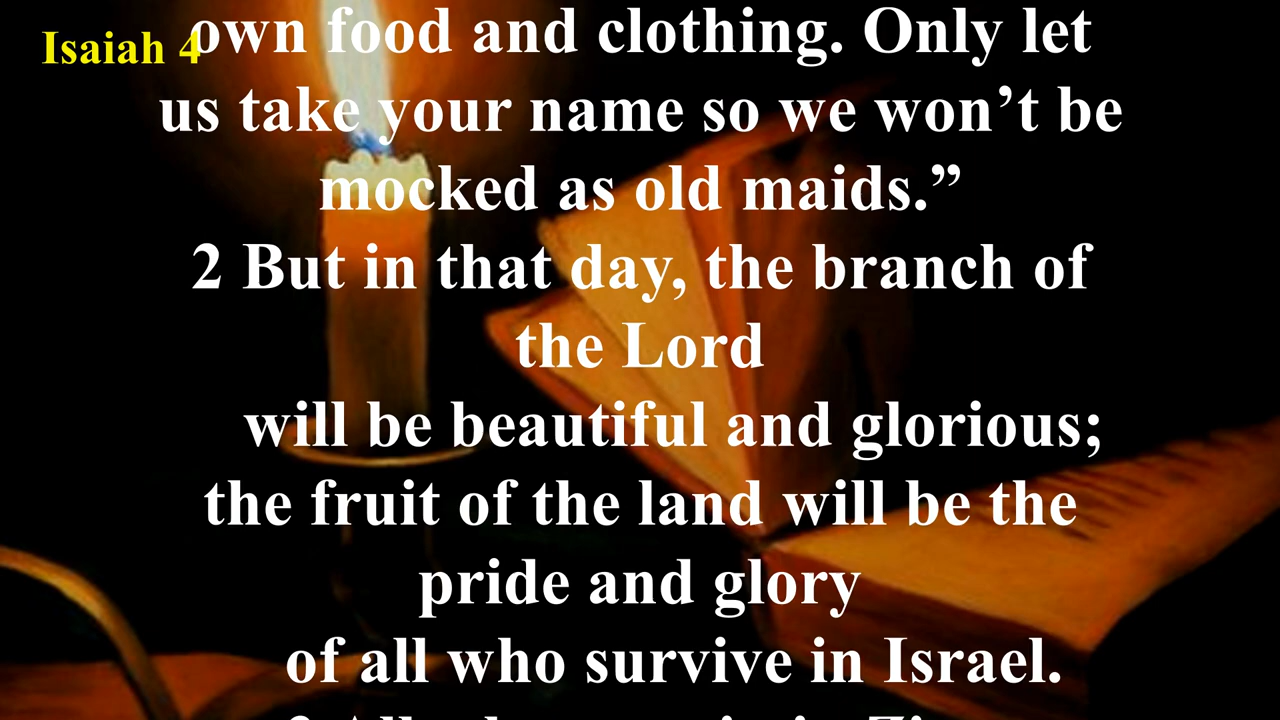 Isaiah 4
own food and clothing. Only let
us take your name so we won’t be
mocked as old maids.”
2 But in that day, the branch of
the Lord
will be beautiful and glorious;
the fruit of the land will be the
pride and glory
of all who survive in Israel.